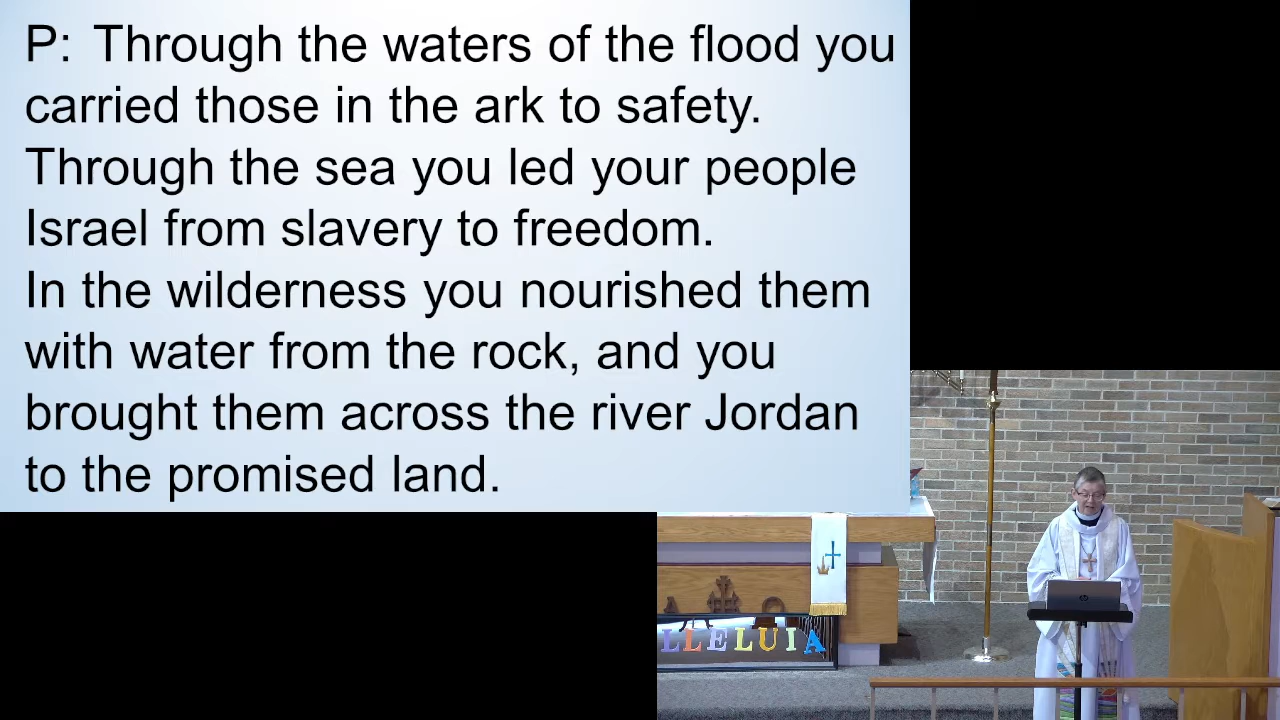 P: Through the waters of the flood you
carried those in the ark to safety.
Through the sea you led your people
Israel from slavery to freedom.
In the wilderness you nourished them
with water from the rock, and you
brought them across the river Jordan
to the promised land.
LLELUIA
hp